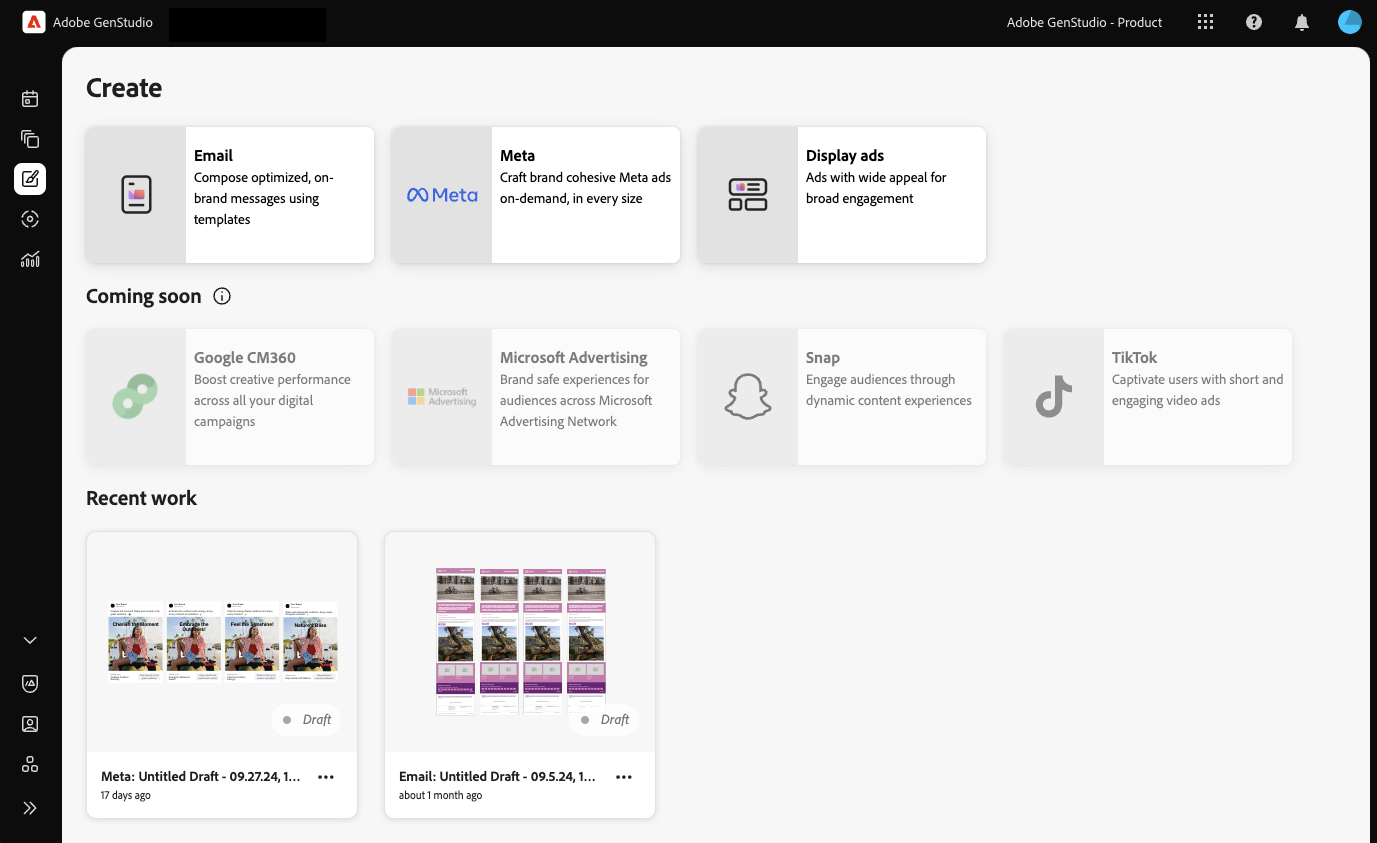 Adobe GenStudio
Adobe GenStudio - Product
Create
Email
Compose optimized, on-
brand messages using
templates
Meta
Meta
Craft brand cohesive Meta ads
on-demand, in every size
Display ads
Ads with wide appeal for
broad engagement
Coming soon
Google CM360
Boost creative performance
across all your digital
campaigns
Microsoft
Advertising
Microsoft Advertising
Brand safe experiences for
audiences across Microsoft
Advertising Network
Snap
Engage audiences through
dynamic content experiences
TikTok
Captivate users with short and
engaging video ads
Recent work
Cherish the Moment
Embrace the
Outdoors!
Feel the Sunshine!
Nature's Bliss
Draft
Meta: Untitled Draft - 09.27.24, 1...
17 days ago
Draft
Email: Untitled Draft - 09.5.24, 1...
about 1 month ago